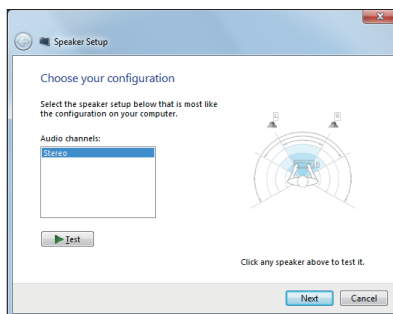 Speaker Setup
Choose your configuration
Select the speaker setup below that is most like
the configuration on your computer.
Audio channels:
Stereo
L
R
Test
Click any speaker above to test it.
Next
Cancel